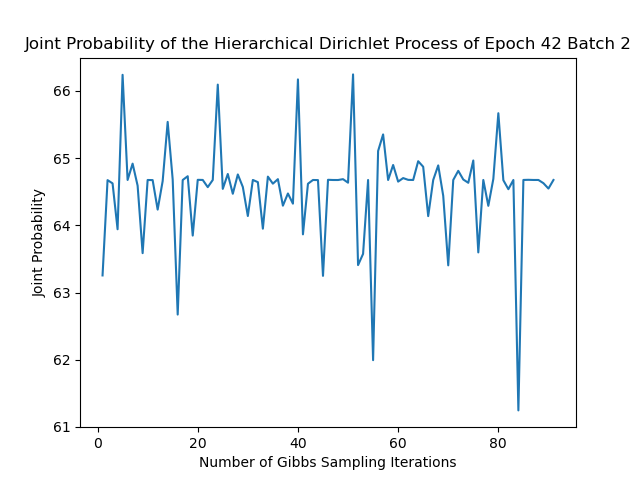 Joint Probability of the Hierarchical Dirichlet Process of Epoch 42 Batch 2
66
65
64
63
62
61
Joint Probability
0 20 40 60 80
Number of Gibbs Sampling Iterations